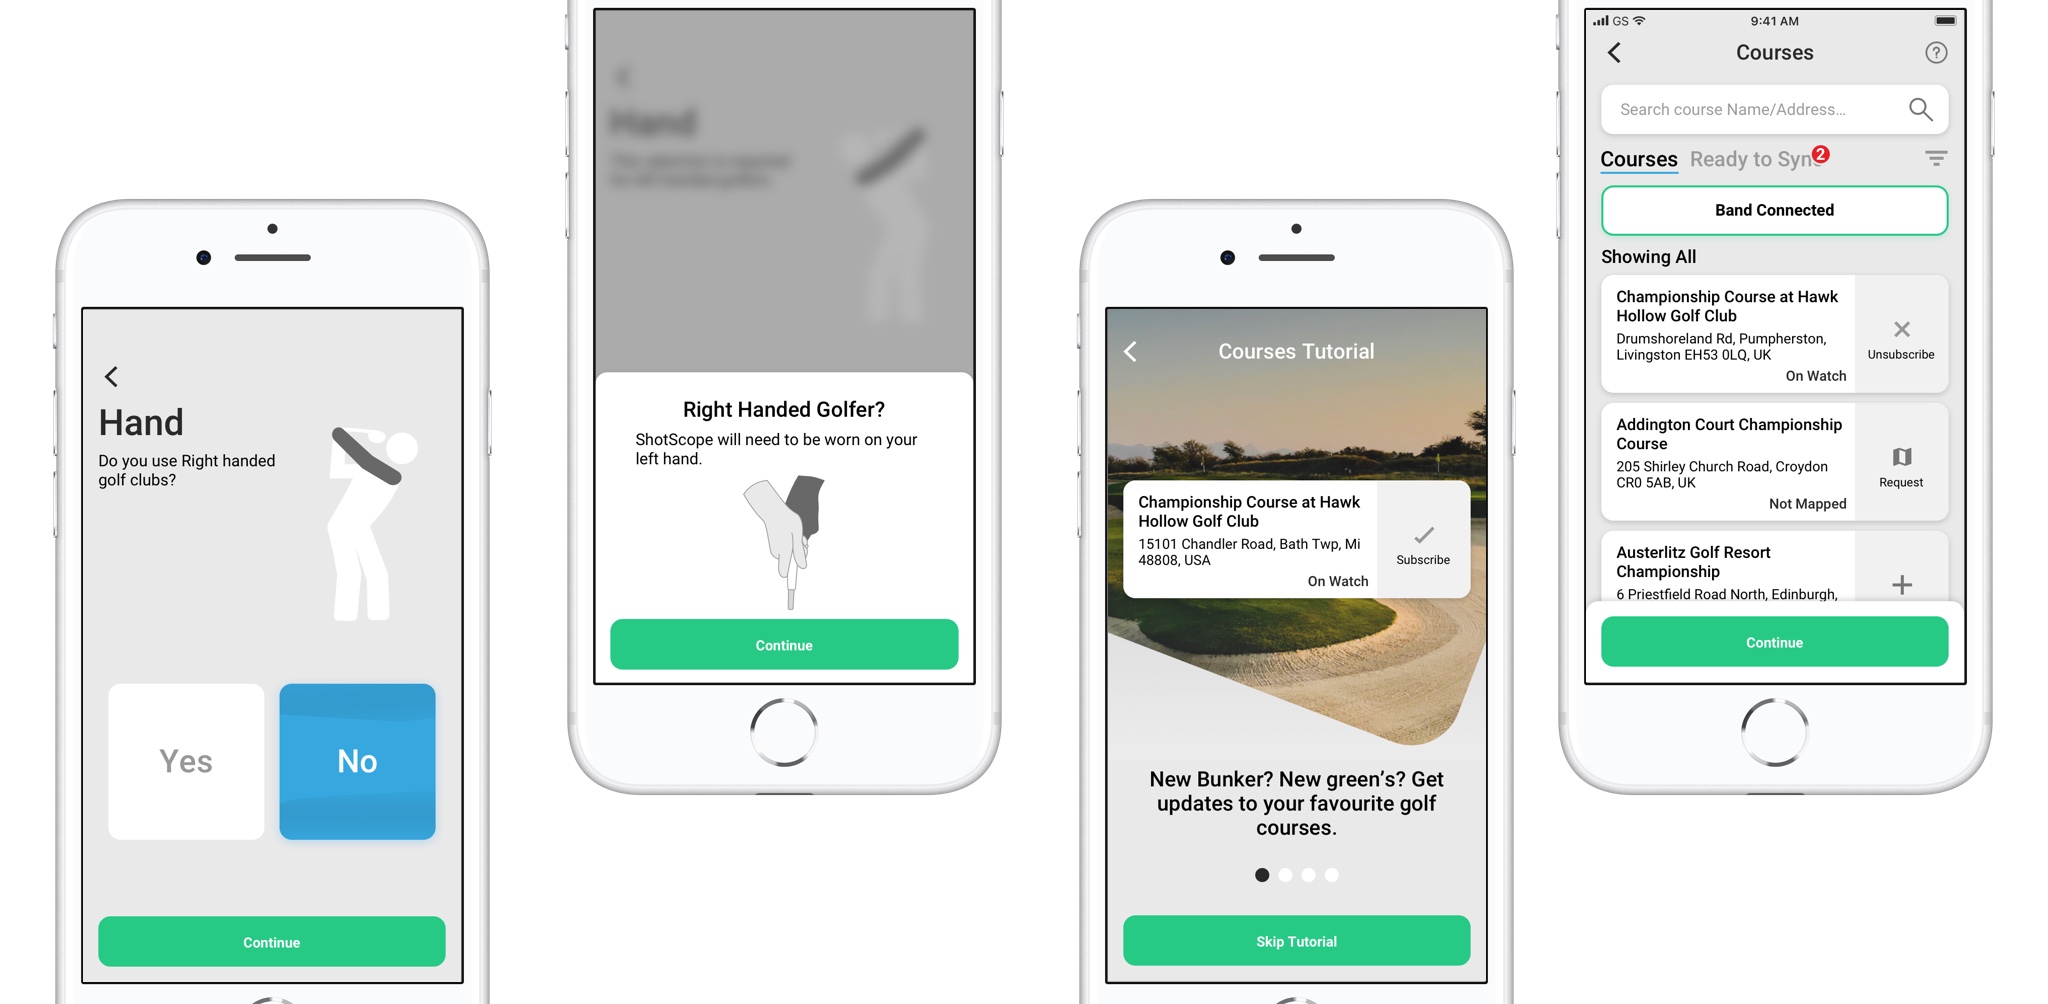 Hand
Do you use Right handed
golf clubs?
Yes
No
Continue
Hand
Right Handed Golfer?
ShotScope will need to be worn on your
left hand.
Continue
Courses Tutorial
Championship Course at Hawk
Hollow Golf Club
15101 Chandler Road, Bath Twp, Mi
48808, USA
On Watch
Subscribe
New Bunker? New green's? Get
updates to your favourite golf
courses.
Skip Tutorial
GS
9:41 AM
Courses
?
Search course Name/Address...
Courses
Ready to Syn
2
Band Connected
Showing All
Championship Course at Hawk
Hollow Golf Club
Drumshoreland Rd, Pumpherston,
Livingston EH53 0LQ, UK
On Watch
Unsubscribe
Addington Court Championship
Course
205 Shirley Church Road, Croydon
CR0 5AB, UK
Not Mapped
Request
Austerlitz Golf Resort
Championship
6 Priestfield Road North, Edinburgh,
Continue